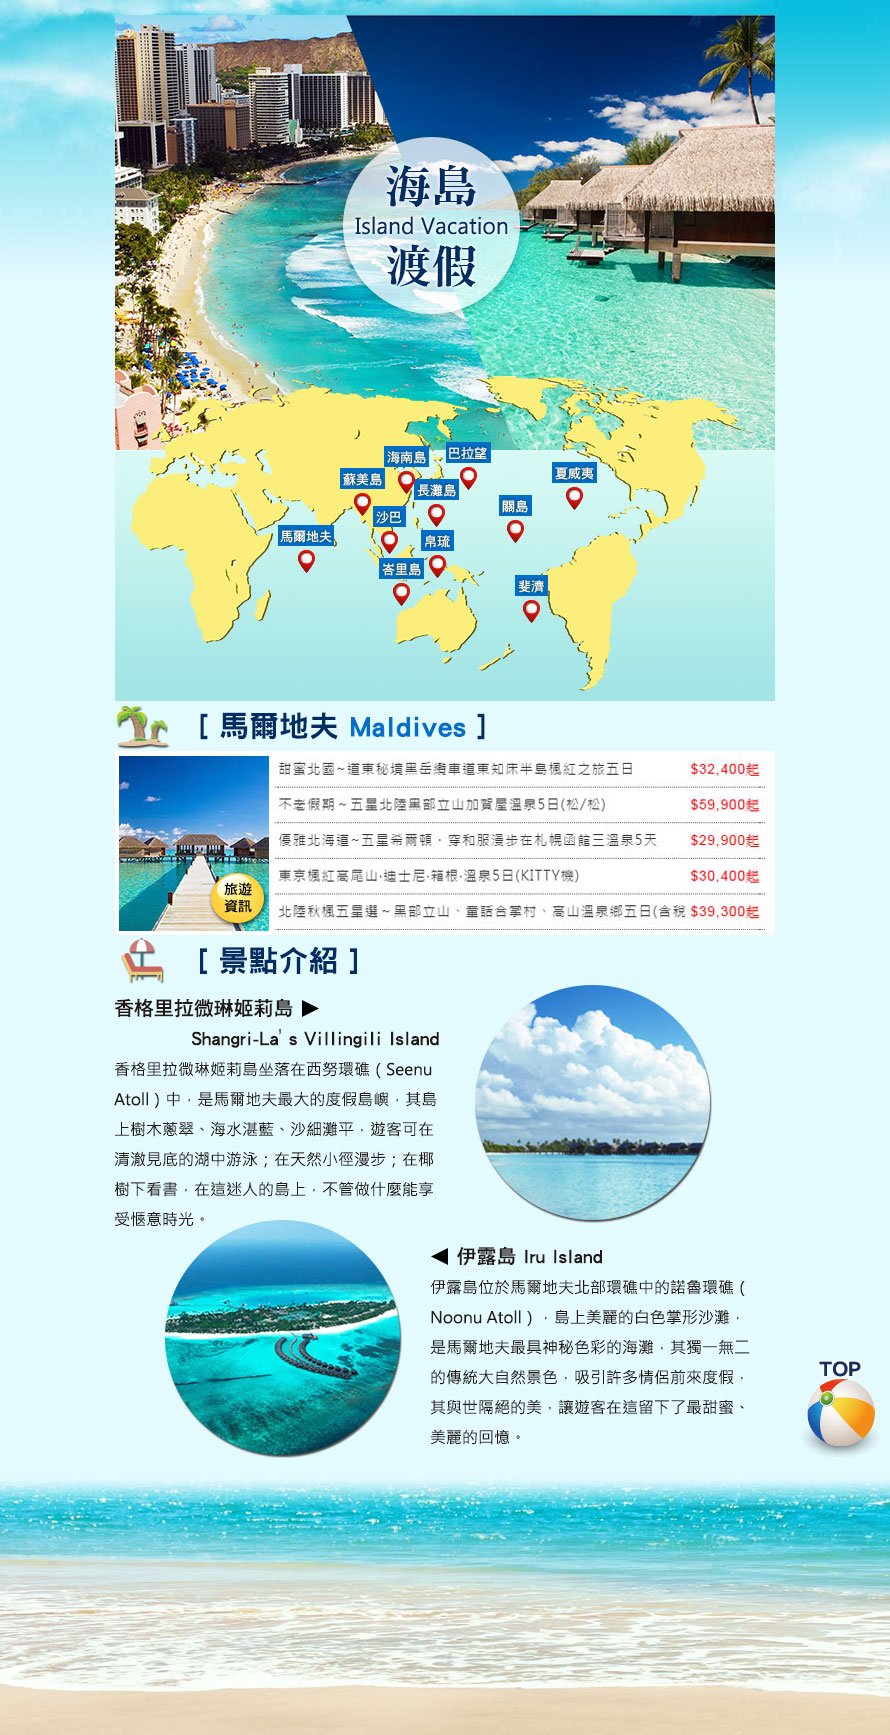 海島
Island Vacation
渡假
海南島
巴拉望
蘇美島
長灘島
夏威夷
沙巴
關島
馬爾地夫
帛琉
峇里島
斐濟
[ 馬爾地夫 Maldives ]
甜蜜北國~道東秘境黑岳纜車道東知床半島楓紅之旅五日 $32,400起
不老假期～五星北陸黑部立山加賀屋溫泉5日(松/松) $59,900起
優雅北海道~五星希爾頓．穿和服漫步在札幌函館三溫泉5天 $29,900起
東京楓紅高尾山‧迪士尼‧箱根‧溫泉5日(KITTY機) $30,400起
北陸秋楓五星選～黑部立山、童話合掌村、高山溫泉鄉五日(含稅 $39,300起
旅遊
資訊
[ 景點介紹 ]
香格里拉微琳姬莉島 ▶
Shangri-La’s Villingili Island
香格里拉微琳姬莉島坐落在西努環礁（Seenu
Atoll）中，是馬爾地夫最大的度假島嶼，其島
上樹木蔥翠、海水湛藍、沙細灘平，遊客可在
清澈見底的湖中游泳；在天然小徑漫步；在椰
樹下看書，在這迷人的島上，不管做什麼能享
受愜意時光。
◀ 伊露島 Iru Island
伊露島位於馬爾地夫北部環礁中的諾魯環礁（
Noonu Atoll），島上美麗的白色掌形沙灘，
是馬爾地夫最具神秘色彩的海灘，其獨一無二
的傳統大自然景色，吸引許多情侶前來度假，
其與世隔絕的美，讓遊客在這留下了最甜蜜、
美麗的回憶。
TOP